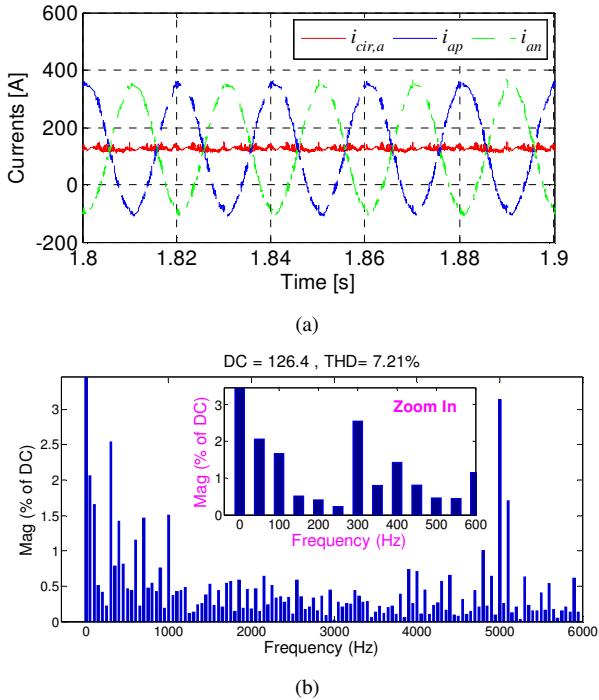 i_cir,a i_ap i_an
600
400
200
0
-200
Currents [A]
1.8 1.82 1.84 1.86 1.88 1.9
Time [s]
(a)
DC = 126.4 , THD= 7.21%
3
2.5
2
1.5
1
0.5
0
Mag (% of DC)
Zoom In
3
2
1
0
Mag (% of DC)
0 100 200 300 400 500 600
Frequency (Hz)
0 1000 2000 3000 4000 5000 6000
Frequency (Hz)
(b)